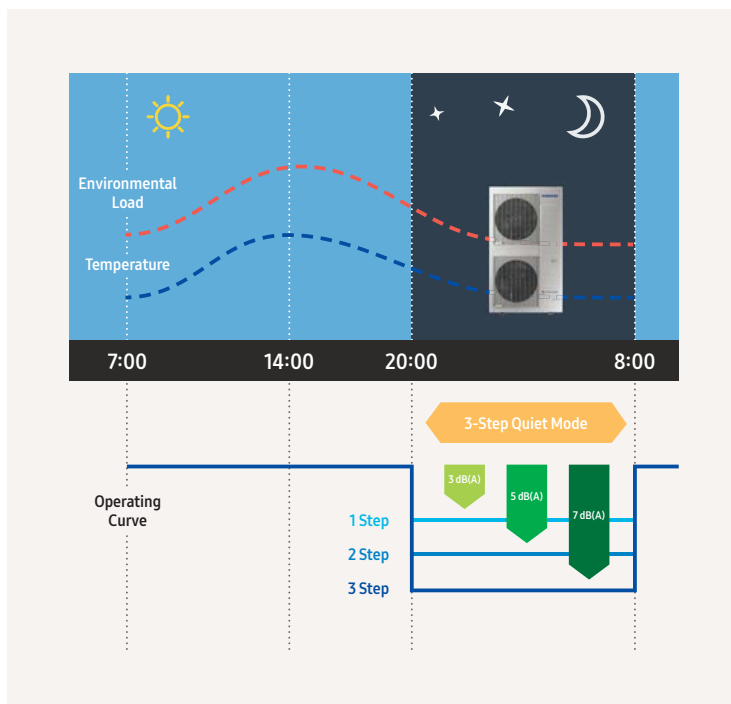 Environmental
Load
Temperature
7:00
14:00
20:00
8:00
3-Step Quiet Mode
3 dB(A)
5 dB(A)
7 dB(A)
Operating
Curve
1 Step
2 Step
3 Step